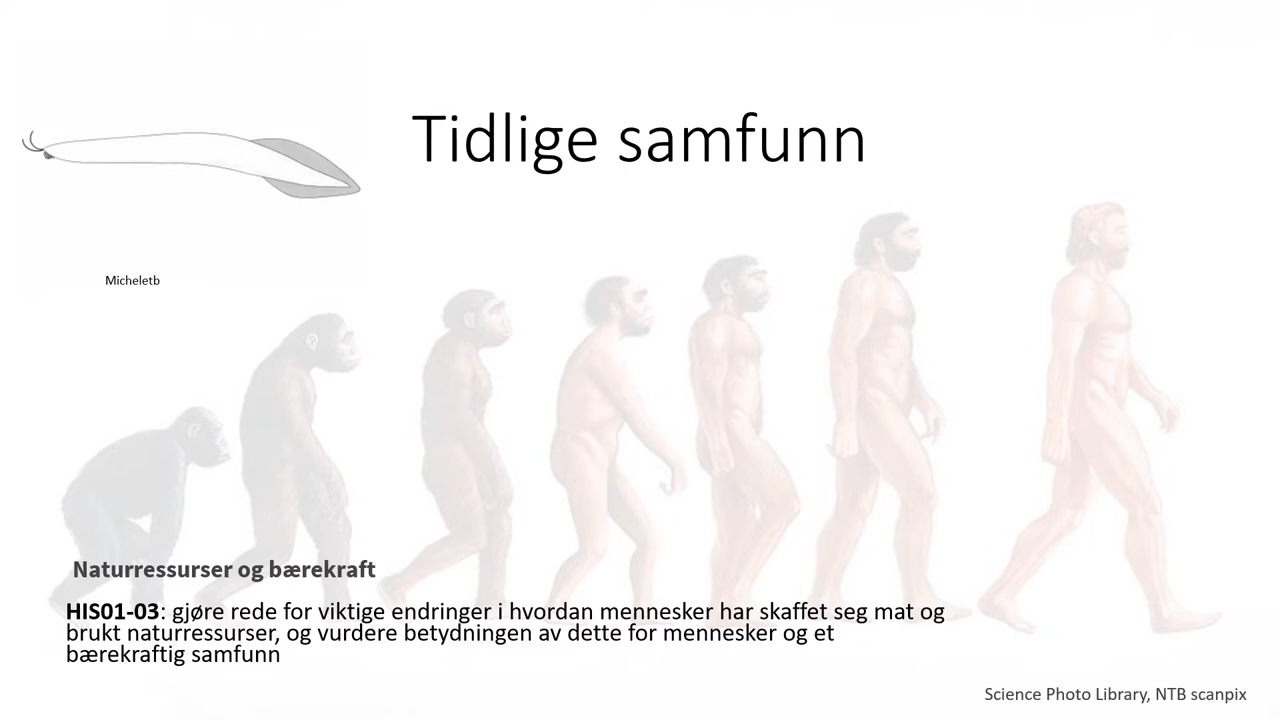 Tidlige samfunn
Micheletb
Naturressurser og bærekraft
HIS01-03: gjøre rede for viktige endringer i hvordan mennesker har skaffet seg mat og
brukt naturressurser, og vurdere betydningen av dette for mennesker og et
bærekraftig samfunn
Science Photo Library, NTB scanpix